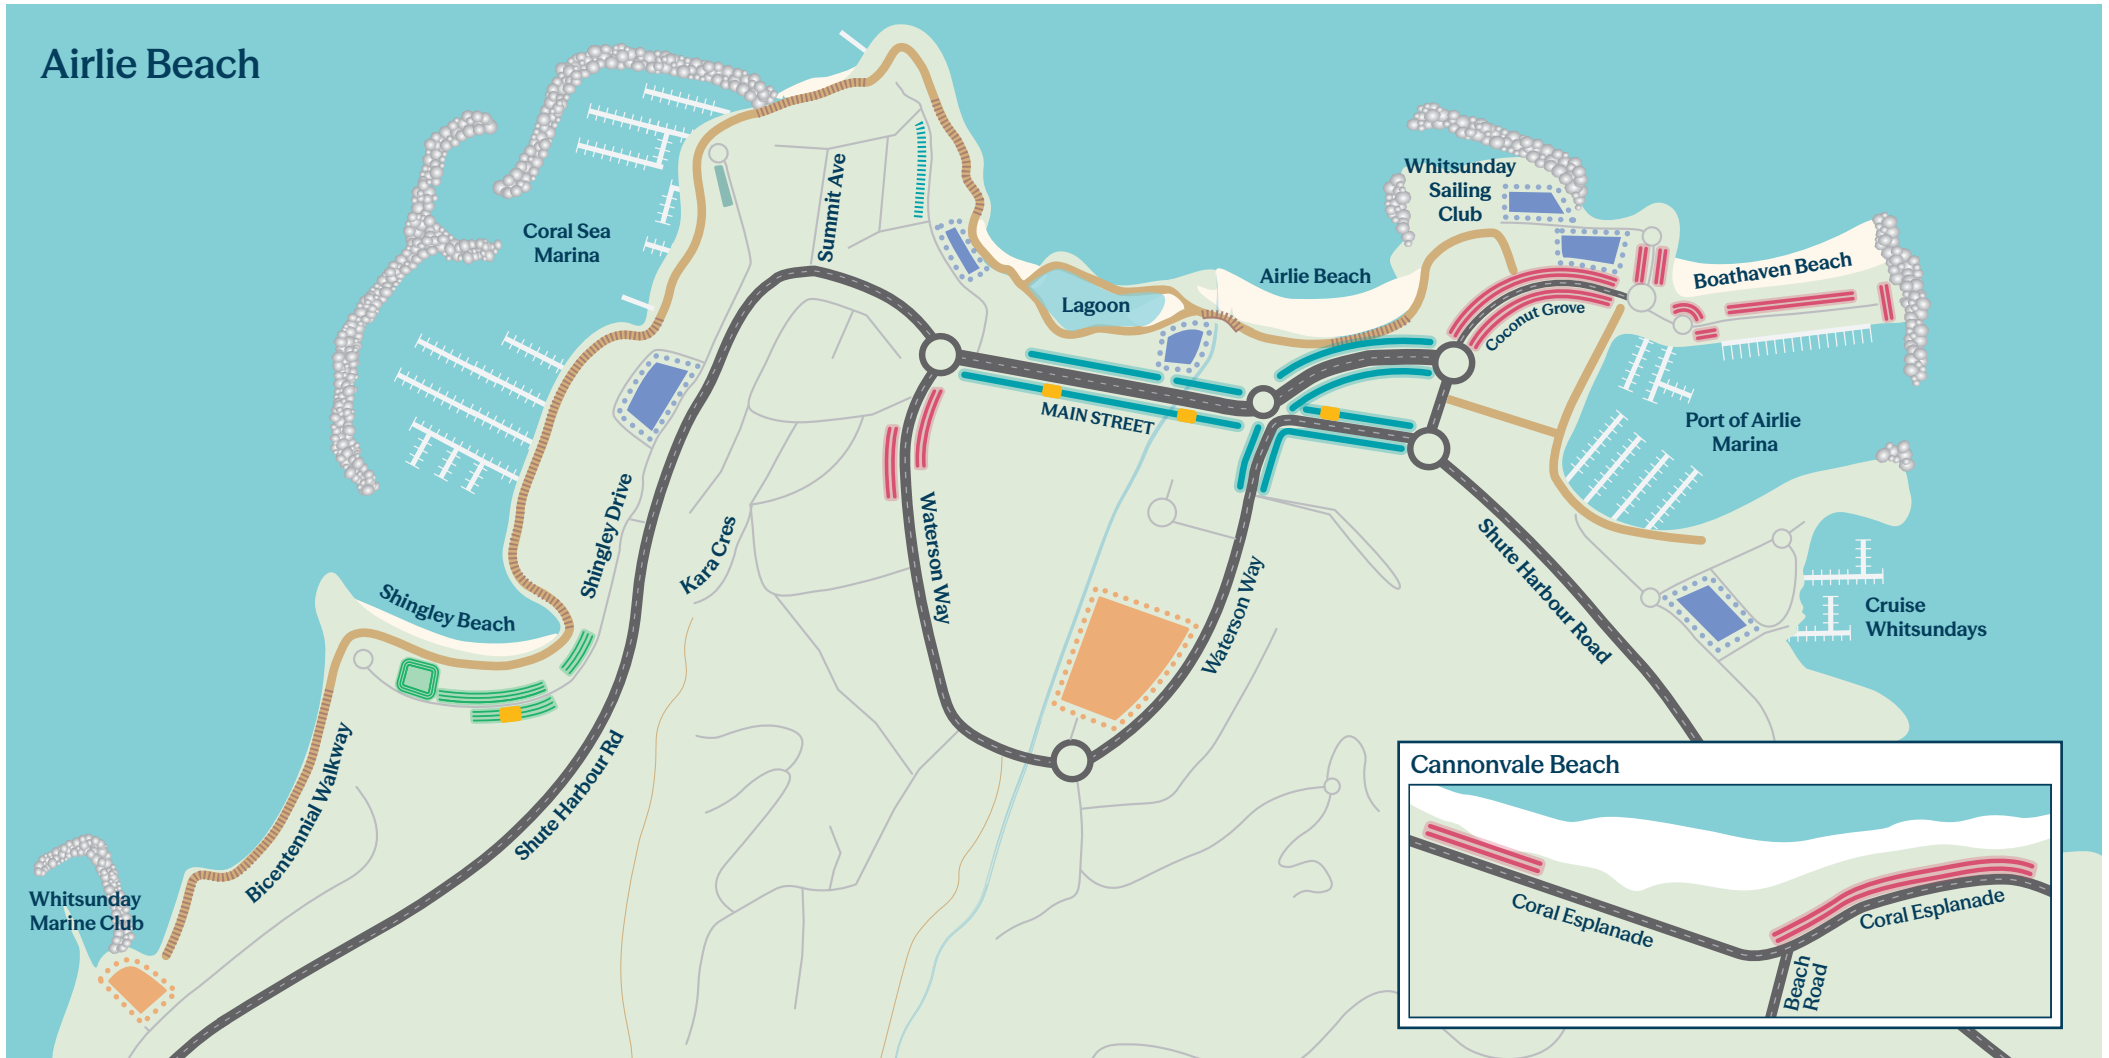 Airlie Beach
Coral Sea
Marina
Summit Ave
Whitsunday
Sailing
Club
Airlie Beach
Lagoon
Boathaven Beach
Coconut Grove
MAIN STREET
Port of Airlie
Marina
Shingley Drive
Kara Cres
Waterson Way
Waterson Way
Shute Harbour Road
Shingley Beach
Cruise
Whitsundays
Bicentennial Walkway
Shute Harbour Rd
Whitsunday
Marine Club
Cannonvale Beach
Coral Esplanade
Coral Esplanade
Beach
Road